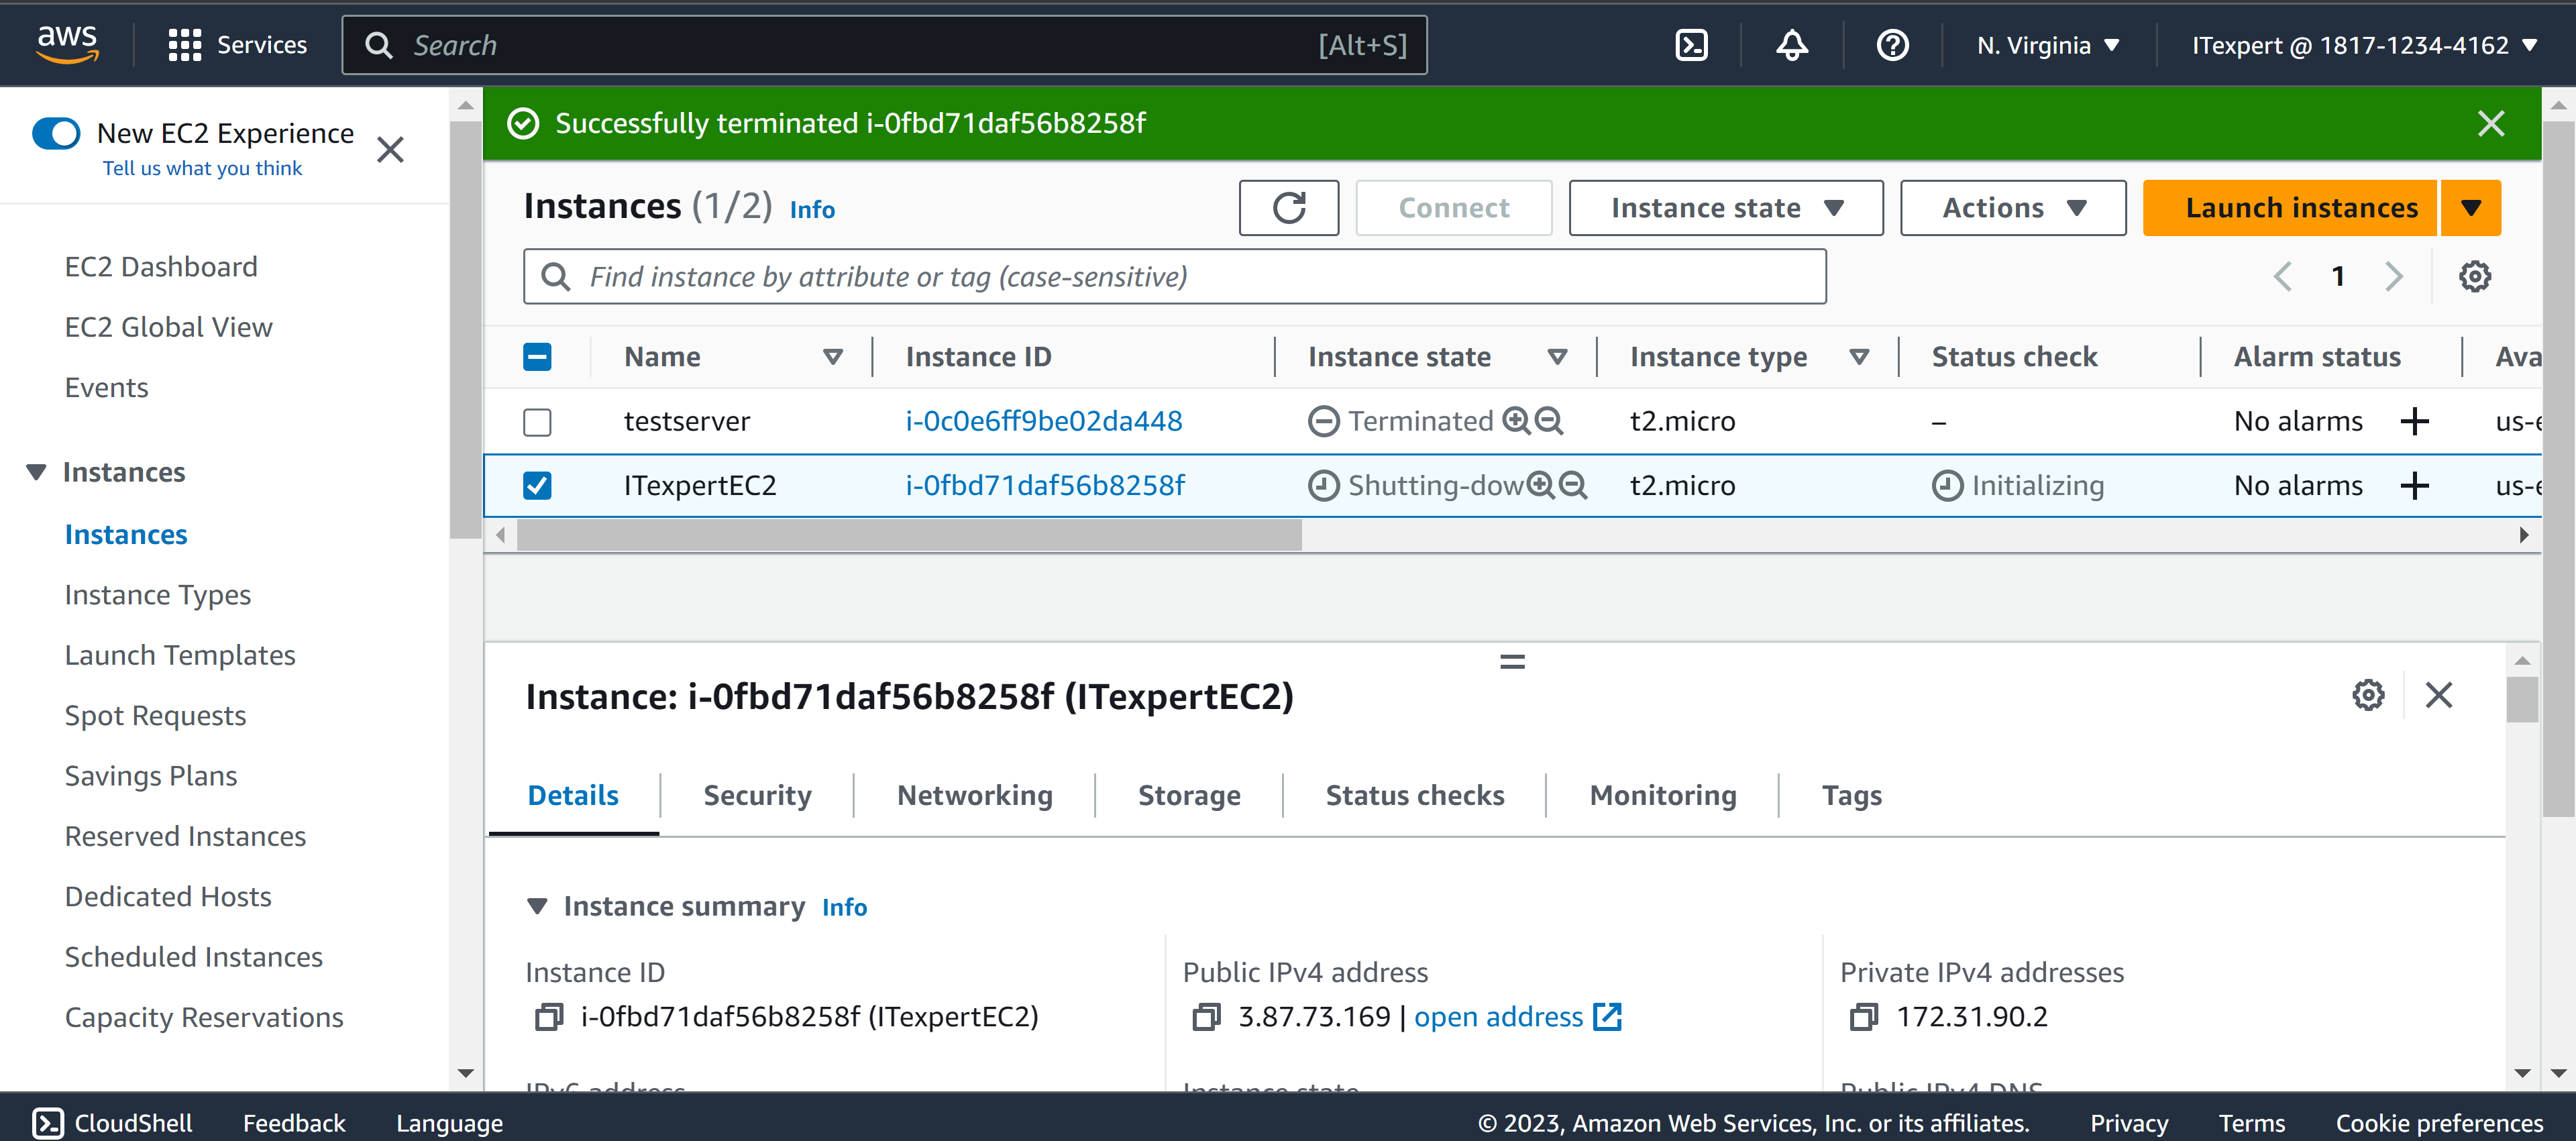 aws
Services
Search
[Alt+S]
N. Virginia
ITexpert @ 1817-1234-4162
New EC2 Experience
Tell us what you think
EC2 Dashboard
EC2 Global View
Events
Instances
Instances
Instance Types
Launch Templates
Spot Requests
Savings Plans
Reserved Instances
Dedicated Hosts
Scheduled Instances
Capacity Reservations
Successfully terminated i-0fbd71daf56b8258f
Instances (1/2) Info
Connect
Instance state
Actions
Launch instances
Find instance by attribute or tag (case-sensitive)
1
Name Instance ID Instance state Instance type Status check Alarm status Ava
testserver i-0c0e6ff9be02da448 Terminated t2.micro – No alarms + us-e
ITexpertEC2 i-0fbd71daf56b8258f Shutting-dow t2.micro Initializing No alarms + us-e
Instance: i-0fbd71daf56b8258f (ITexpertEC2)
Details Security Networking Storage Status checks Monitoring Tags
Instance summary Info
Instance ID
i-0fbd71daf56b8258f (ITexpertEC2)
Public IPv4 address
3.87.73.169 | open address
Private IPv4 addresses
172.31.90.2
IPv6 address
Instance state
Public IPv4 DNS
CloudShell Feedback Language
© 2023, Amazon Web Services, Inc. or its affiliates. Privacy Terms Cookie preferences